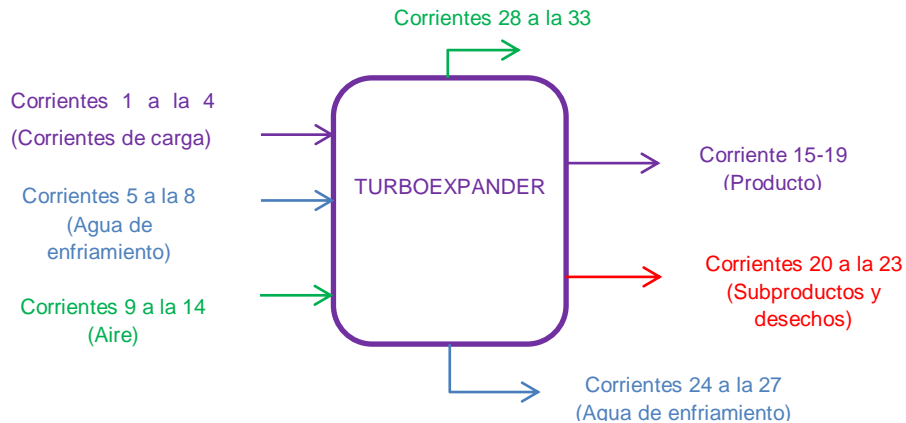 Corrientes 28 a la 33
Corrientes 1 a la 4
(Corrientes de carga)
Corrientes 5 a la 8
(Agua de
enfriamiento)
Corrientes 9 a la 14
(Aire)
TURBOEXPANDER
Corriente 15-19
(Producto)
Corrientes 20 a la 23
(Subproductos y
desechos)
Corrientes 24 a la 27
(Agua de enfriamiento)